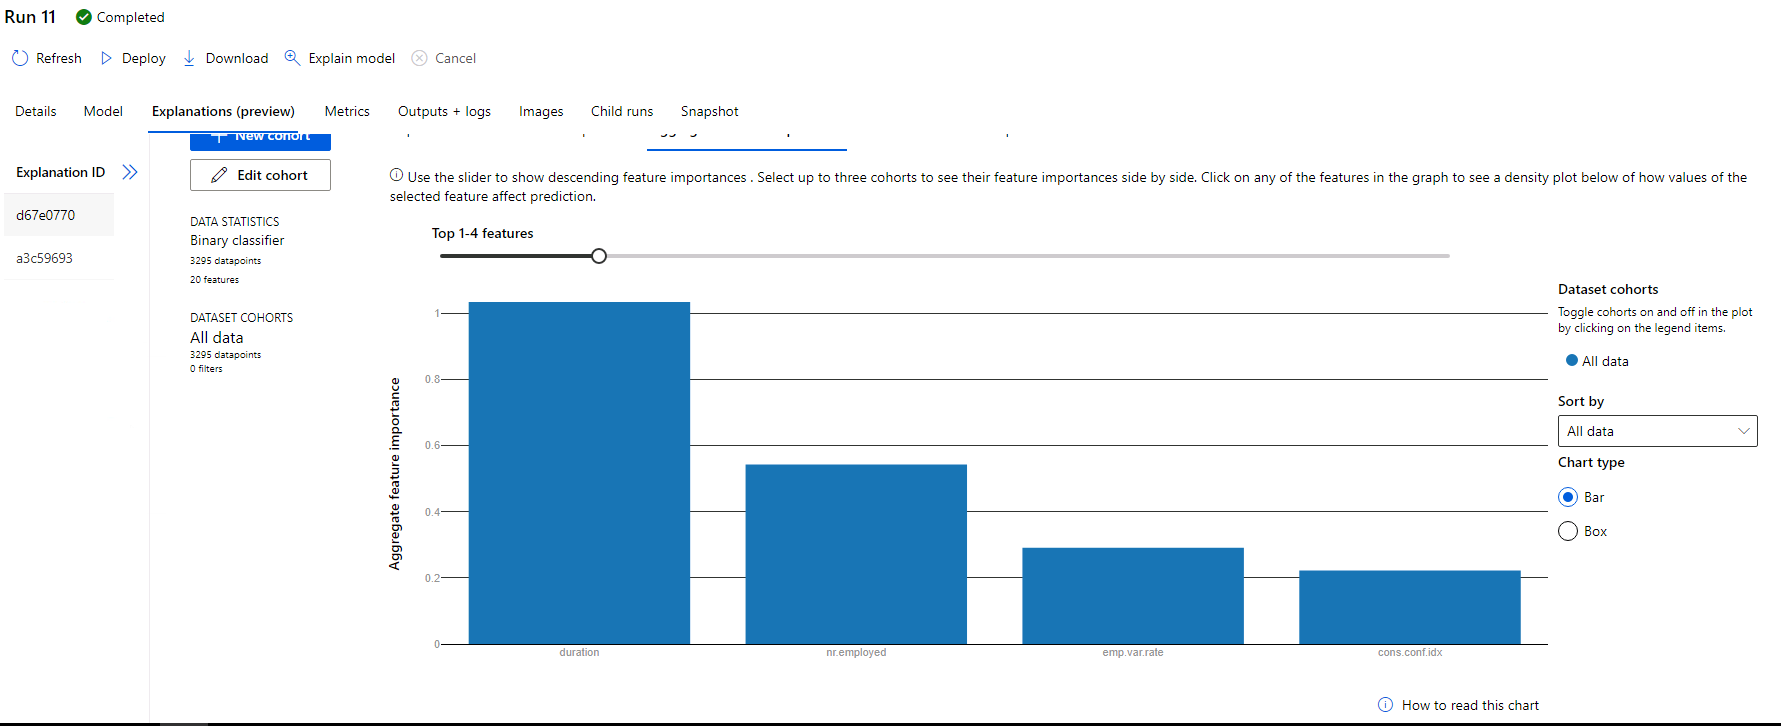 Run 11 Completed
Refresh Deploy Download Explain model Cancel
Details Model Explanations (preview) Metrics Outputs + logs Images Child runs Snapshot
New cohort
Explanation ID
d67e0770
a3c59693
Edit cohort
DATA STATISTICS
Binary classifier
3295 datapoints
20 features
DATASET COHORTS
All data
3295 datapoints
0 filters
Use the slider to show descending feature importances . Select up to three cohorts to see their feature importances side by side. Click on any of the features in the graph to see a density plot below of how values of the
selected feature affect prediction.
Top 1-4 features
Aggregate feature importance
1
0.8
0.6
0.4
0.2
0
duration nr.employed emp.var.rate cons.conf.idx
Dataset cohorts
Toggle cohorts on and off in the plot
by clicking on the legend items.
All data
Sort by
All data
Chart type
Bar
Box
How to read this chart